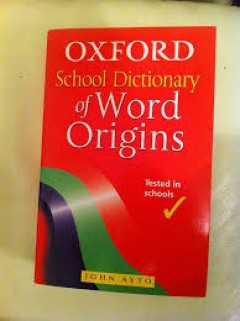 OXFORD
School Dictionary
of Word
Origins
Tested in
schools
JOHN AYTO